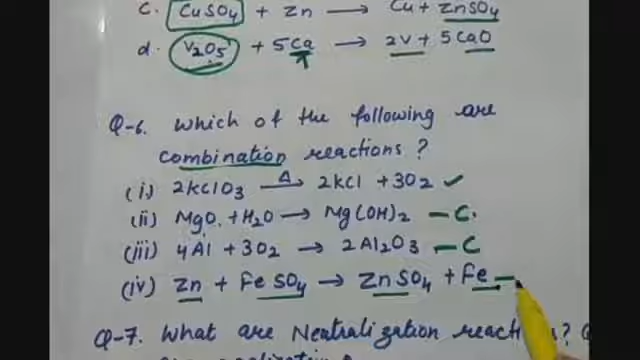 c. CuSO4 + Zn → Cu + ZnSO4
d. V2O5 + 5Ca → 2V + 5CaO
Q-6. Which of the following are
combination reactions?
(i) 2KClO3 —Δ→ 2KCl + 3O2 ✓
(ii) MgO + H2O → Mg(OH)2 – C.
(iii) 4Al + 3O2 → 2Al2O3 – C
(iv) Zn + FeSO4 → ZnSO4 + Fe –
Q-7. What are Neutralization reactions?